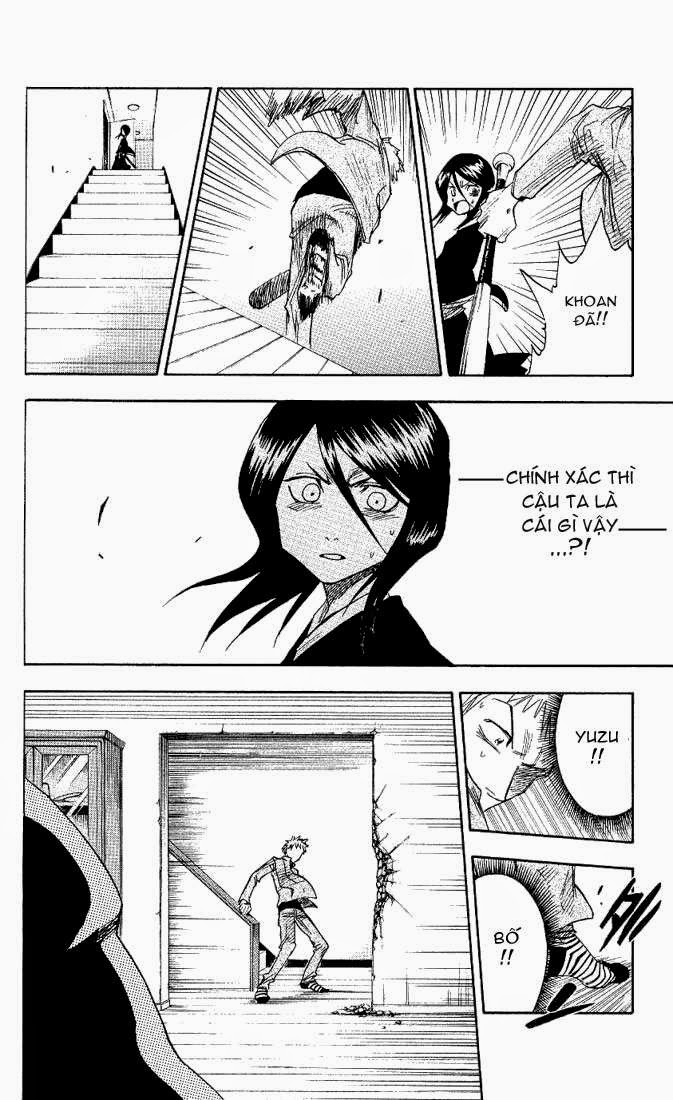 KHOAN
ĐÃ!!
CHÍNH XÁC THÌ
CẬU TA LÀ
CÁI GÌ VẬY
...?!
YUZU
!!
BỐ
!!